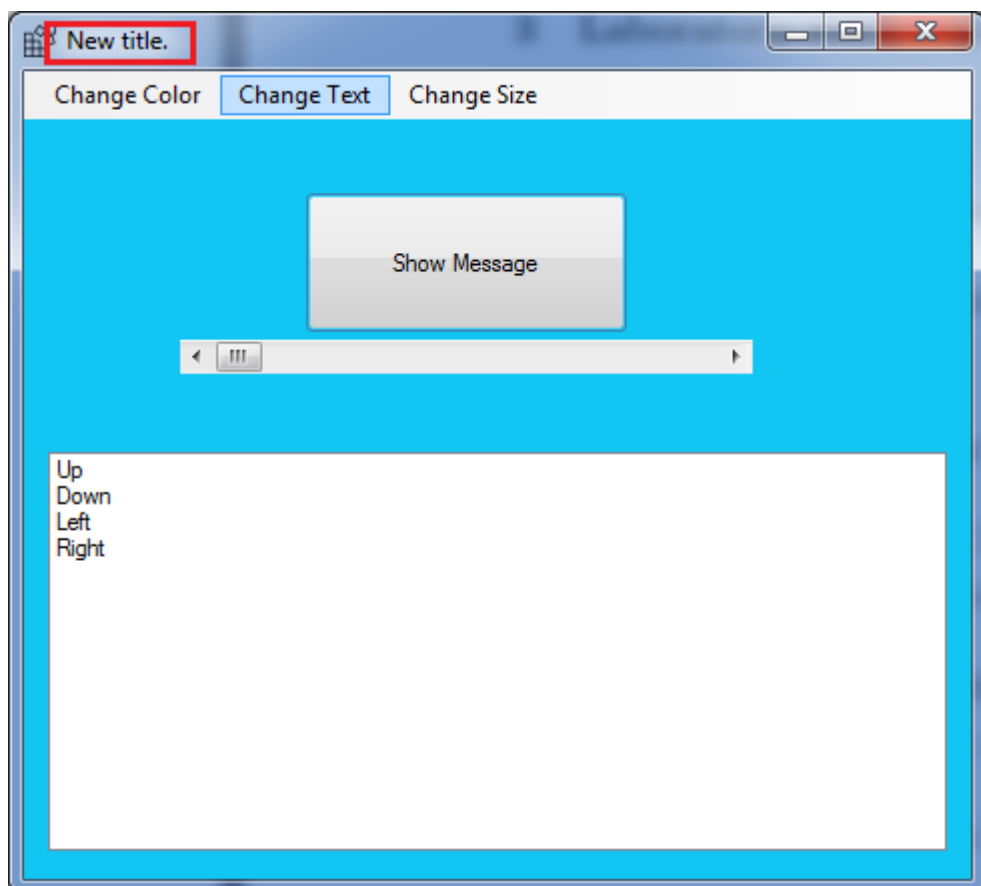 New title.
Change Color Change Text Change Size
Show Message
Up
Down
Left
Right